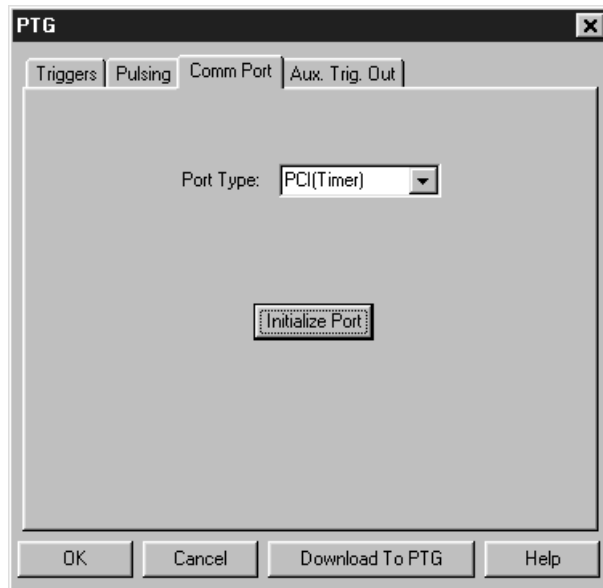 PTG
Triggers Pulsing Comm Port Aux. Trig. Out
Port Type: PCI(Timer)
Initialize Port
OK Cancel Download To PTG Help